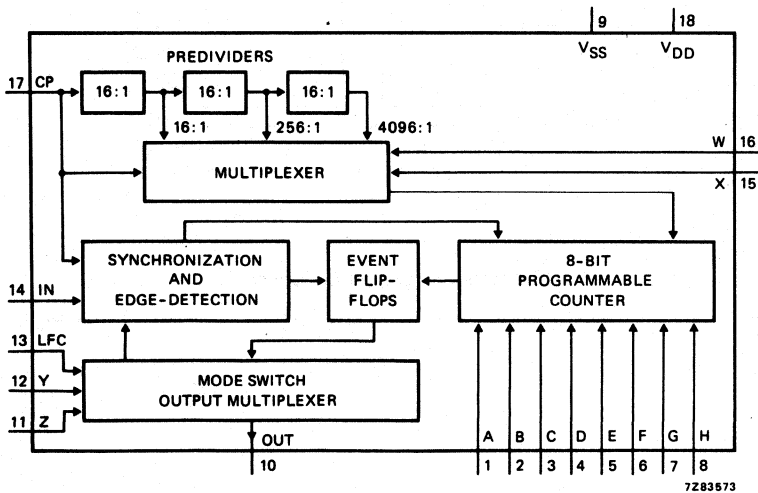 9 18
VSS VDD
PREDIVIDERS
17 CP
16:1 16:1 16:1
16:1 256:1 4096:1
W 16
MULTIPLEXER
X 15
SYNCHRONIZATION
AND
EDGE-DETECTION
EVENT
FLIP-
FLOPS
8-BIT
PROGRAMMABLE
COUNTER
14 IN
13 LFC
12 Y
11 Z
MODE SWITCH
OUTPUT MULTIPLEXER
OUT
10
A B C D E F G H
1 2 3 4 5 6 7 8
7Z83573